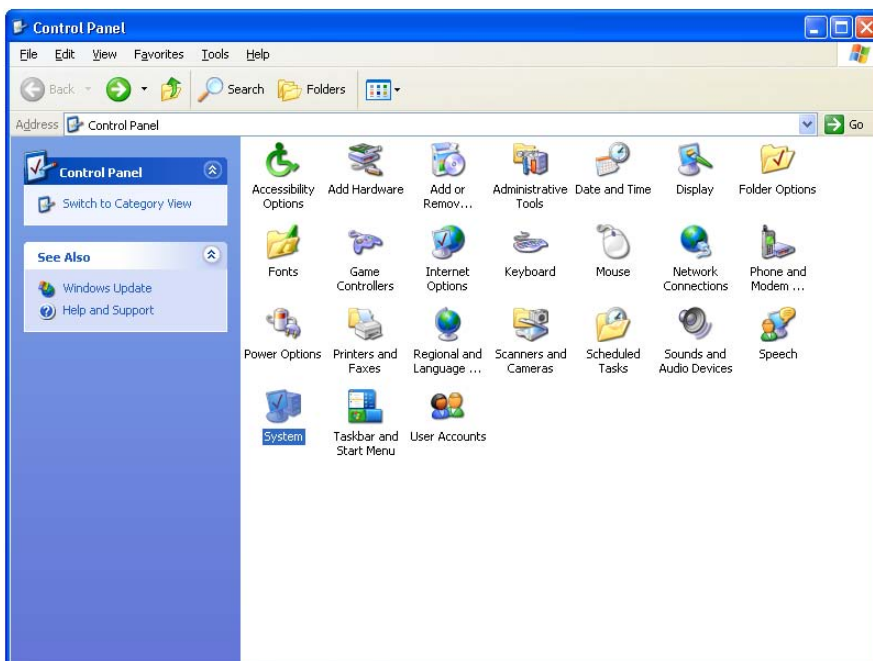 Control Panel
File Edit View Favorites Tools Help
Back Search Folders
Address Control Panel Go
Control Panel
Switch to Category View
See Also
Windows Update
Help and Support
Accessibility Options
Add Hardware
Add or Remov...
Administrative Tools
Date and Time
Display
Folder Options
Fonts
Game Controllers
Internet Options
Keyboard
Mouse
Network Connections
Phone and Modem ...
Power Options
Printers and Faxes
Regional and Language ...
Scanners and Cameras
Scheduled Tasks
Sounds and Audio Devices
Speech
System
Taskbar and Start Menu
User Accounts